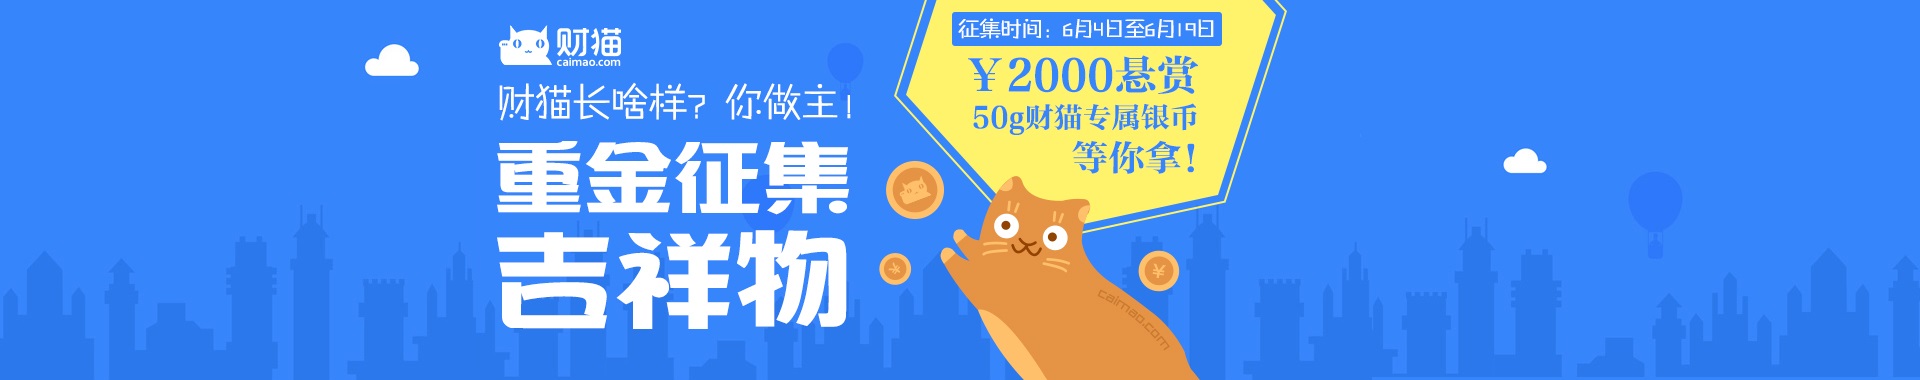 财猫
caimao.com
财猫长啥样？你做主！
重金征集
吉祥物
征集时间：6月4日至6月19日
￥2000悬赏
50g财猫专属银币
等你拿！
¥
¥
caimao.com